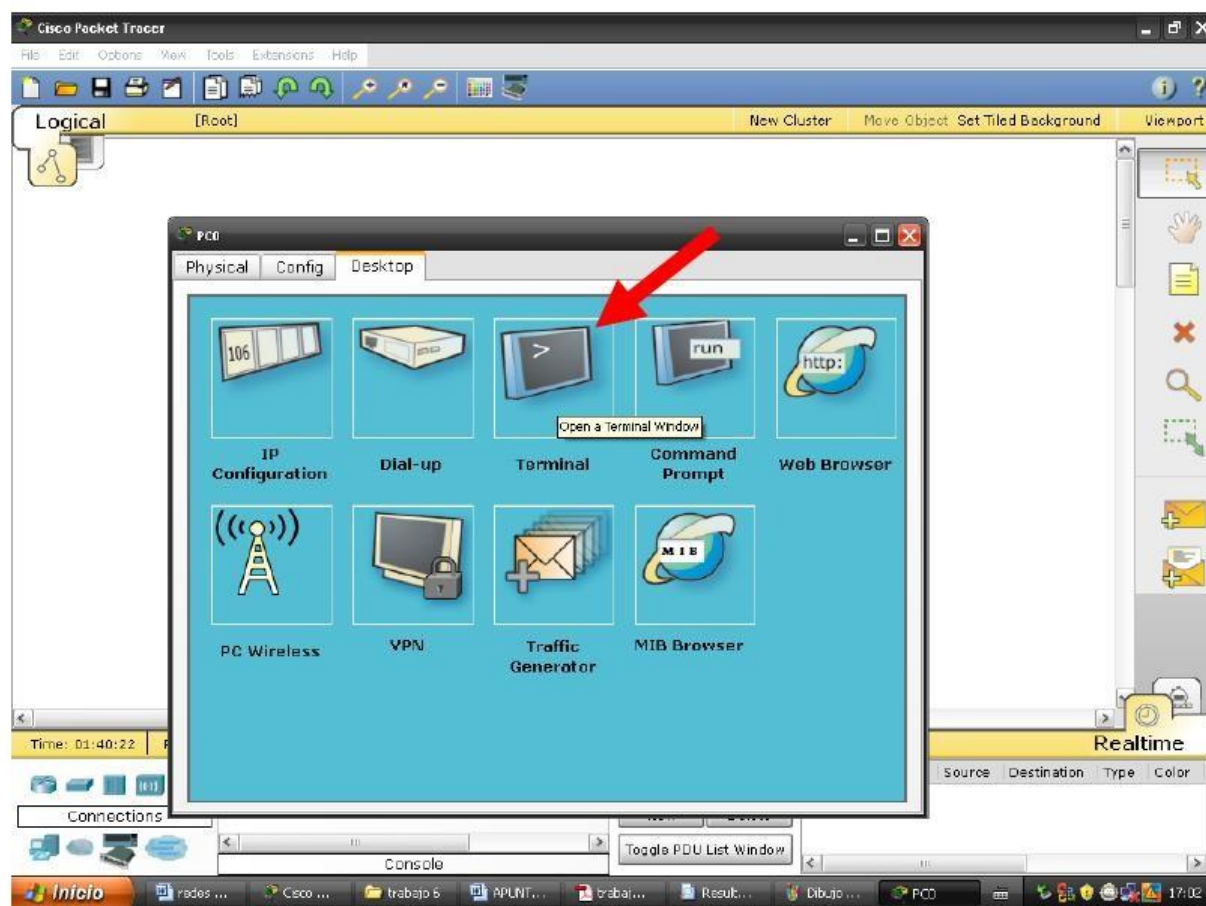 Cisco Packet Tracer
File Edit Options View Tools Extensions Help
Logical [Root] New Cluster Move Object Set Tiled Background Viewport
PC0
Physical Config Desktop
106
>
run
http:
Open a Terminal Window
IP Configuration
Dial-up
Terminal
Command Prompt
Web Browser
MIB
PC Wireless
VPN
Traffic Generator
MIB Browser
Time: 01:40:22
Realtime
Source Destination Type Color
Connections
Toggle PDU List Window
Console
Inicio redes ... Cisco ... trabajo 6 APUNT... trabaj... Result... Dibujo ... PC0 17:02